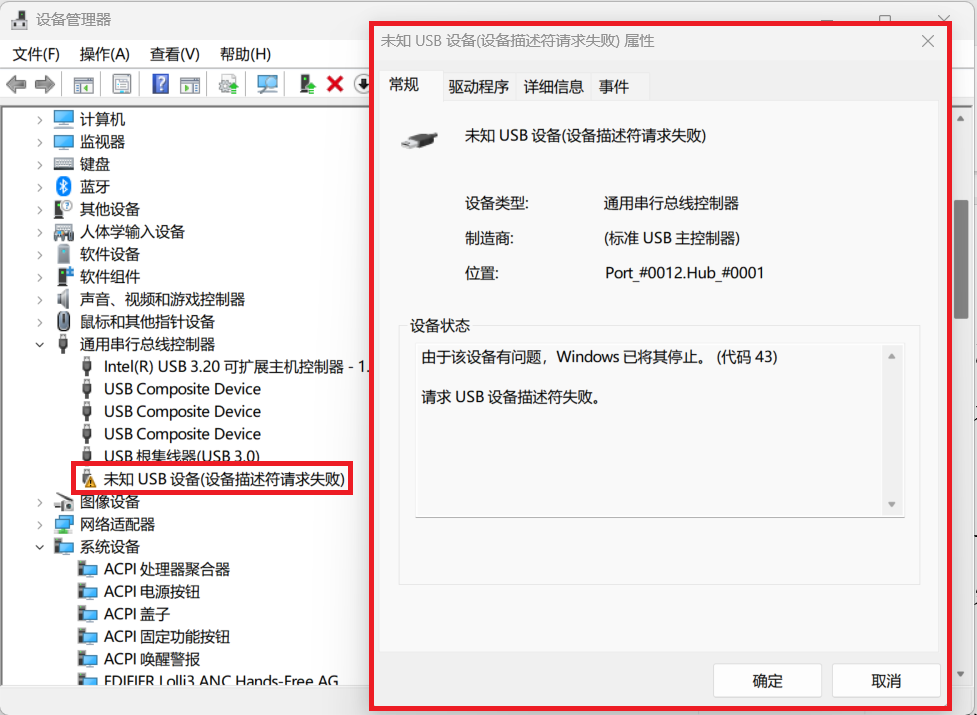 设备管理器
文件(F) 操作(A) 查看(V) 帮助(H)
计算机
监视器
键盘
蓝牙
其他设备
人体学输入设备
软件设备
软件组件
声音、视频和游戏控制器
鼠标和其他指针设备
通用串行总线控制器
Intel(R) USB 3.20 可扩展主机控制器 - 1.
USB Composite Device
USB Composite Device
USB Composite Device
USB 根集线器(USB 3.0)
未知 USB 设备(设备描述符请求失败)
图像设备
网络适配器
系统设备
ACPI 处理器聚合器
ACPI 电源按钮
ACPI 盖子
ACPI 固定功能按钮
ACPI 唤醒警报
EDIFIER Lolli3 ANC Hands-Free AG
未知 USB 设备(设备描述符请求失败) 属性
常规 驱动程序 详细信息 事件
未知 USB 设备(设备描述符请求失败)
设备类型: 通用串行总线控制器
制造商: (标准 USB 主控制器)
位置: Port_#0012.Hub_#0001
设备状态
由于该设备有问题，Windows 已将其停止。 (代码 43)
请求 USB 设备描述符失败。
确定 取消